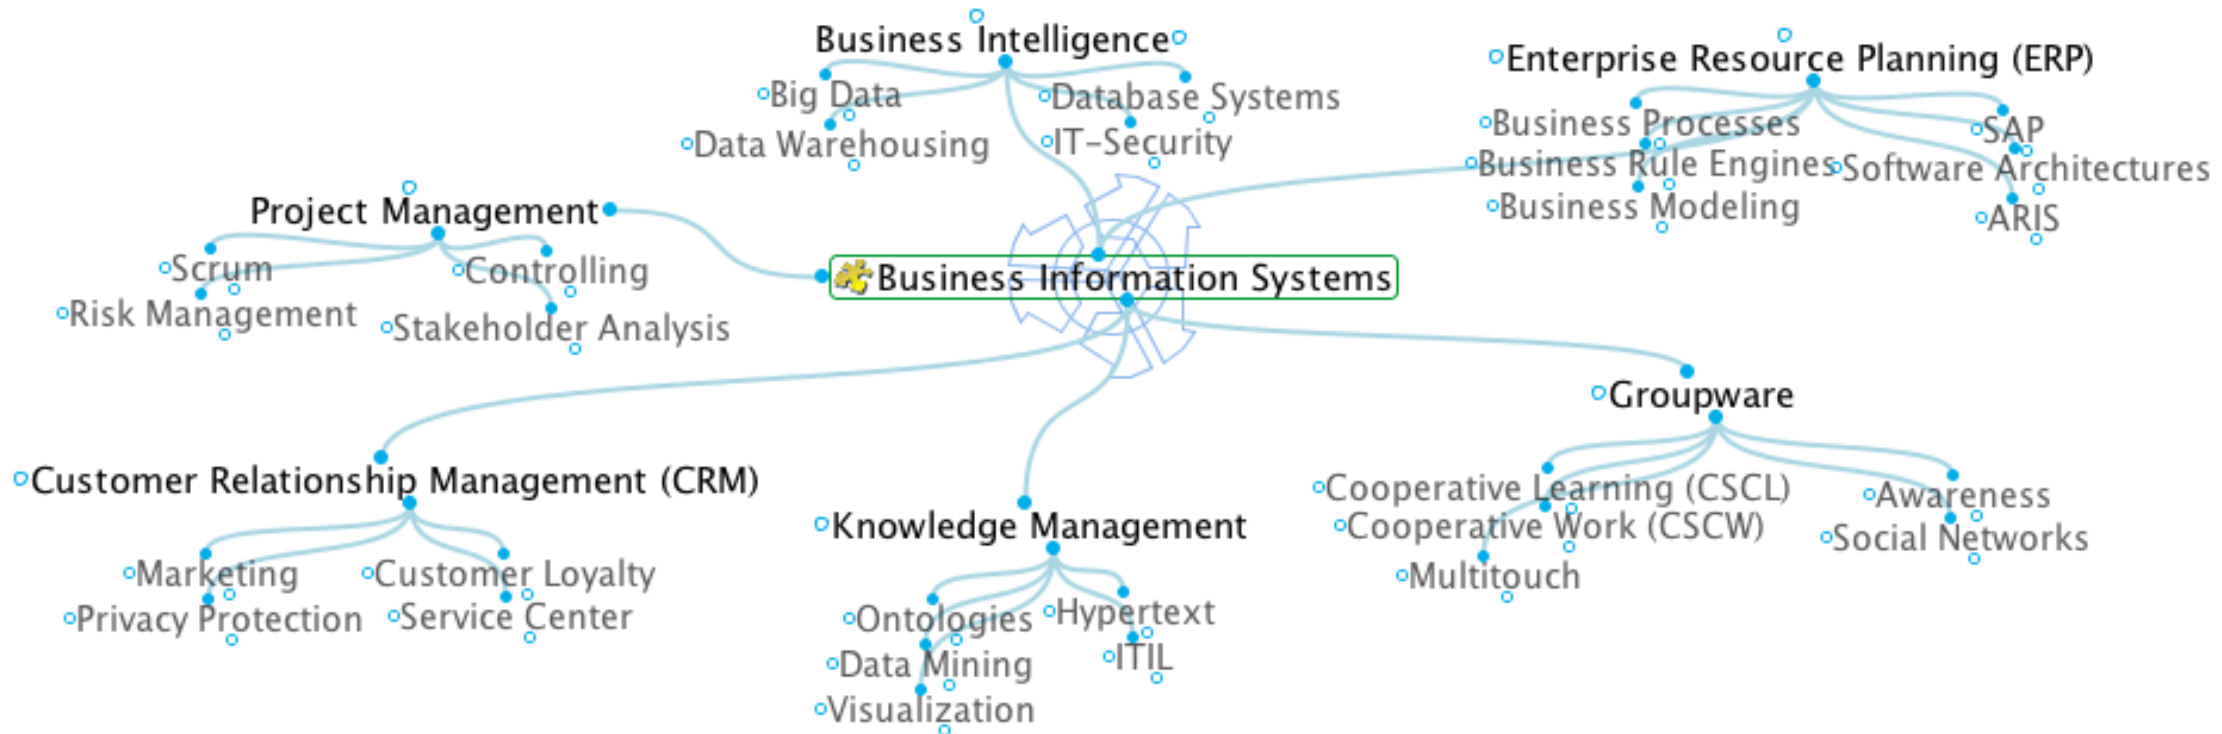 Business Intelligence
Big Data
Database Systems
Data Warehousing
IT-Security
Enterprise Resource Planning (ERP)
Business Processes
SAP
Business Rule Engines
Software Architectures
Business Modeling
ARIS
Project Management
Scrum
Controlling
Risk Management
Stakeholder Analysis
Business Information Systems
Groupware
Cooperative Learning (CSCL)
Awareness
Cooperative Work (CSCW)
Social Networks
Multitouch
Customer Relationship Management (CRM)
Marketing
Customer Loyalty
Privacy Protection
Service Center
Knowledge Management
Ontologies
Hypertext
Data Mining
ITIL
Visualization